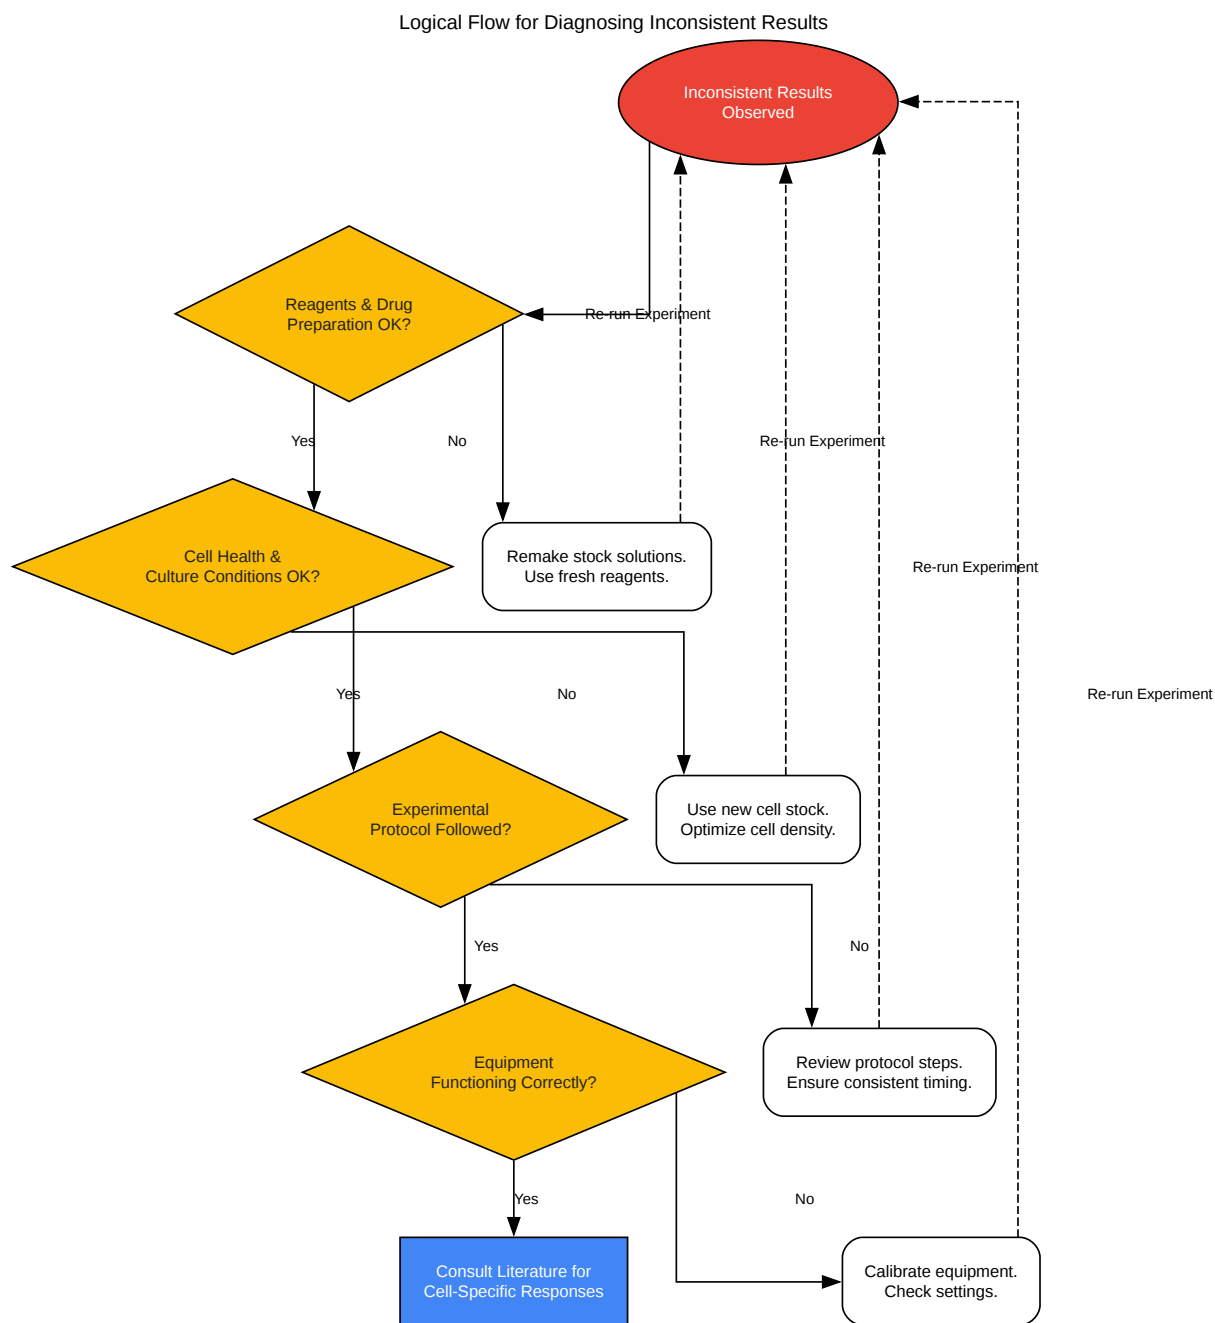 Logical Flow for Diagnosing Inconsistent Results
Inconsistent Results
Observed
Reagents & Drug
Preparation OK?
Re-run Experiment
Yes
No
Re-run Experiment
Cell Health &
Culture Conditions OK?
Remake stock solutions.
Use fresh reagents.
Re-run Experiment
Yes
No
Re-run Experiment
Experimental
Protocol Followed?
Use new cell stock.
Optimize cell density.
Yes
No
Equipment
Functioning Correctly?
Review protocol steps.
Ensure consistent timing.
Yes
No
Consult Literature for
Cell-Specific Responses
Calibrate equipment.
Check settings.